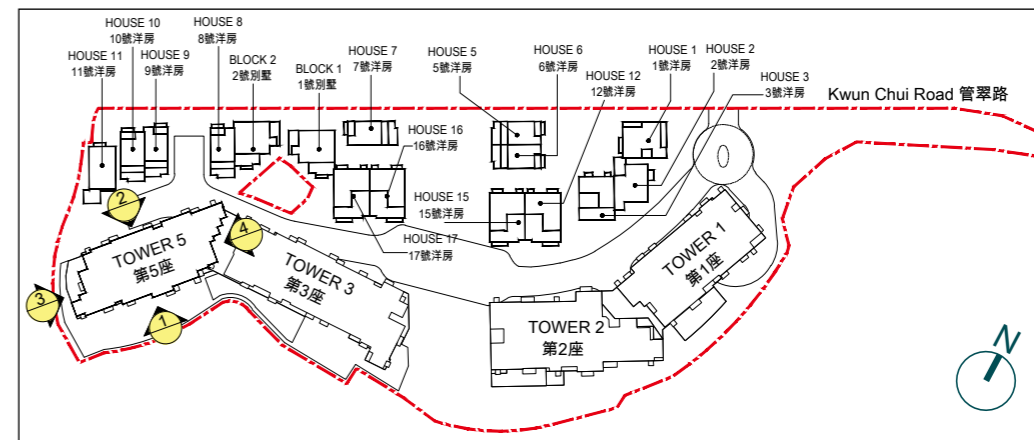 HOUSE 10
10號洋房
HOUSE 8
8號洋房
HOUSE 11
11號洋房
HOUSE 9
9號洋房
BLOCK 2
2號別墅
BLOCK 1
1號別墅
HOUSE 7
7號洋房
HOUSE 5
5號洋房
HOUSE 6
6號洋房
HOUSE 12
12號洋房
HOUSE 1
1號洋房
HOUSE 2
2號洋房
HOUSE 3
3號洋房
Kwun Chui Road 管翠路
HOUSE 16
16號洋房
HOUSE 15
15號洋房
HOUSE 17
17號洋房
2
4
3
1
TOWER 5
第5座
TOWER 3
第3座
TOWER 2
第2座
TOWER 1
第1座
N